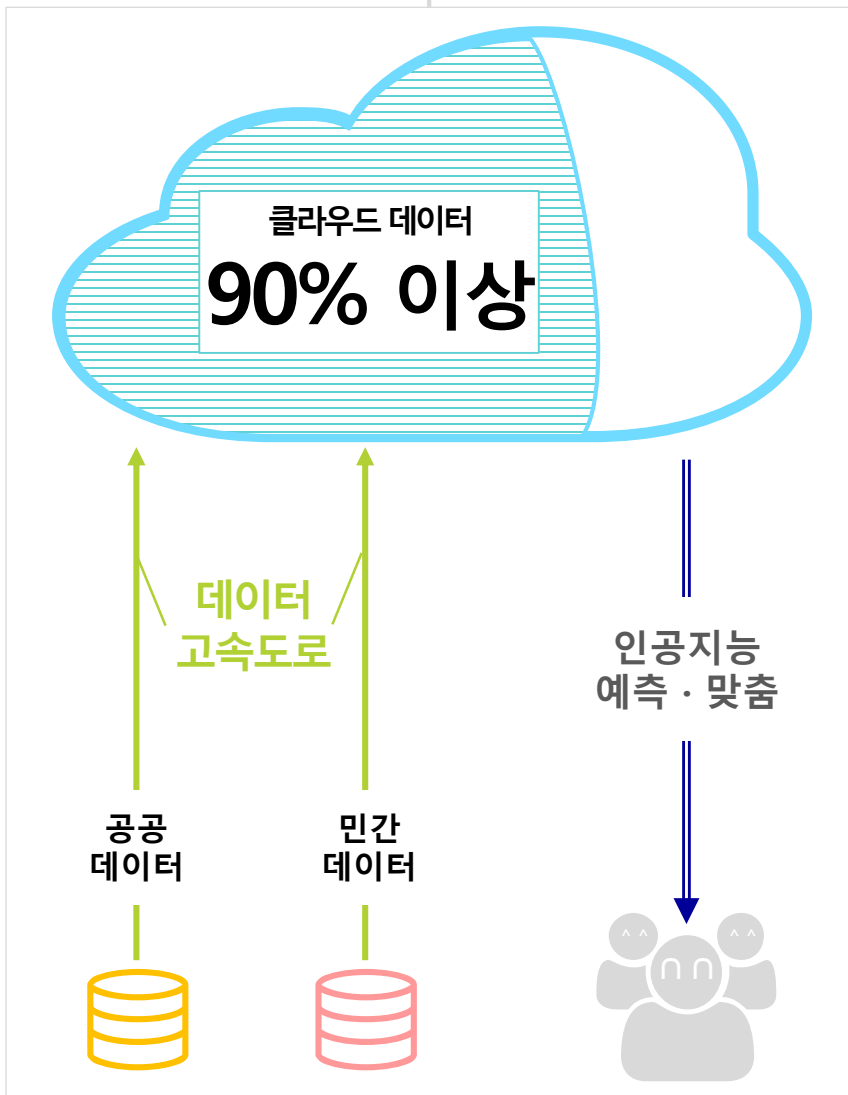 클라우드 데이터
90% 이상
데이터
고속도로
인공지능
예측 · 맞춤
공공
데이터
민간
데이터